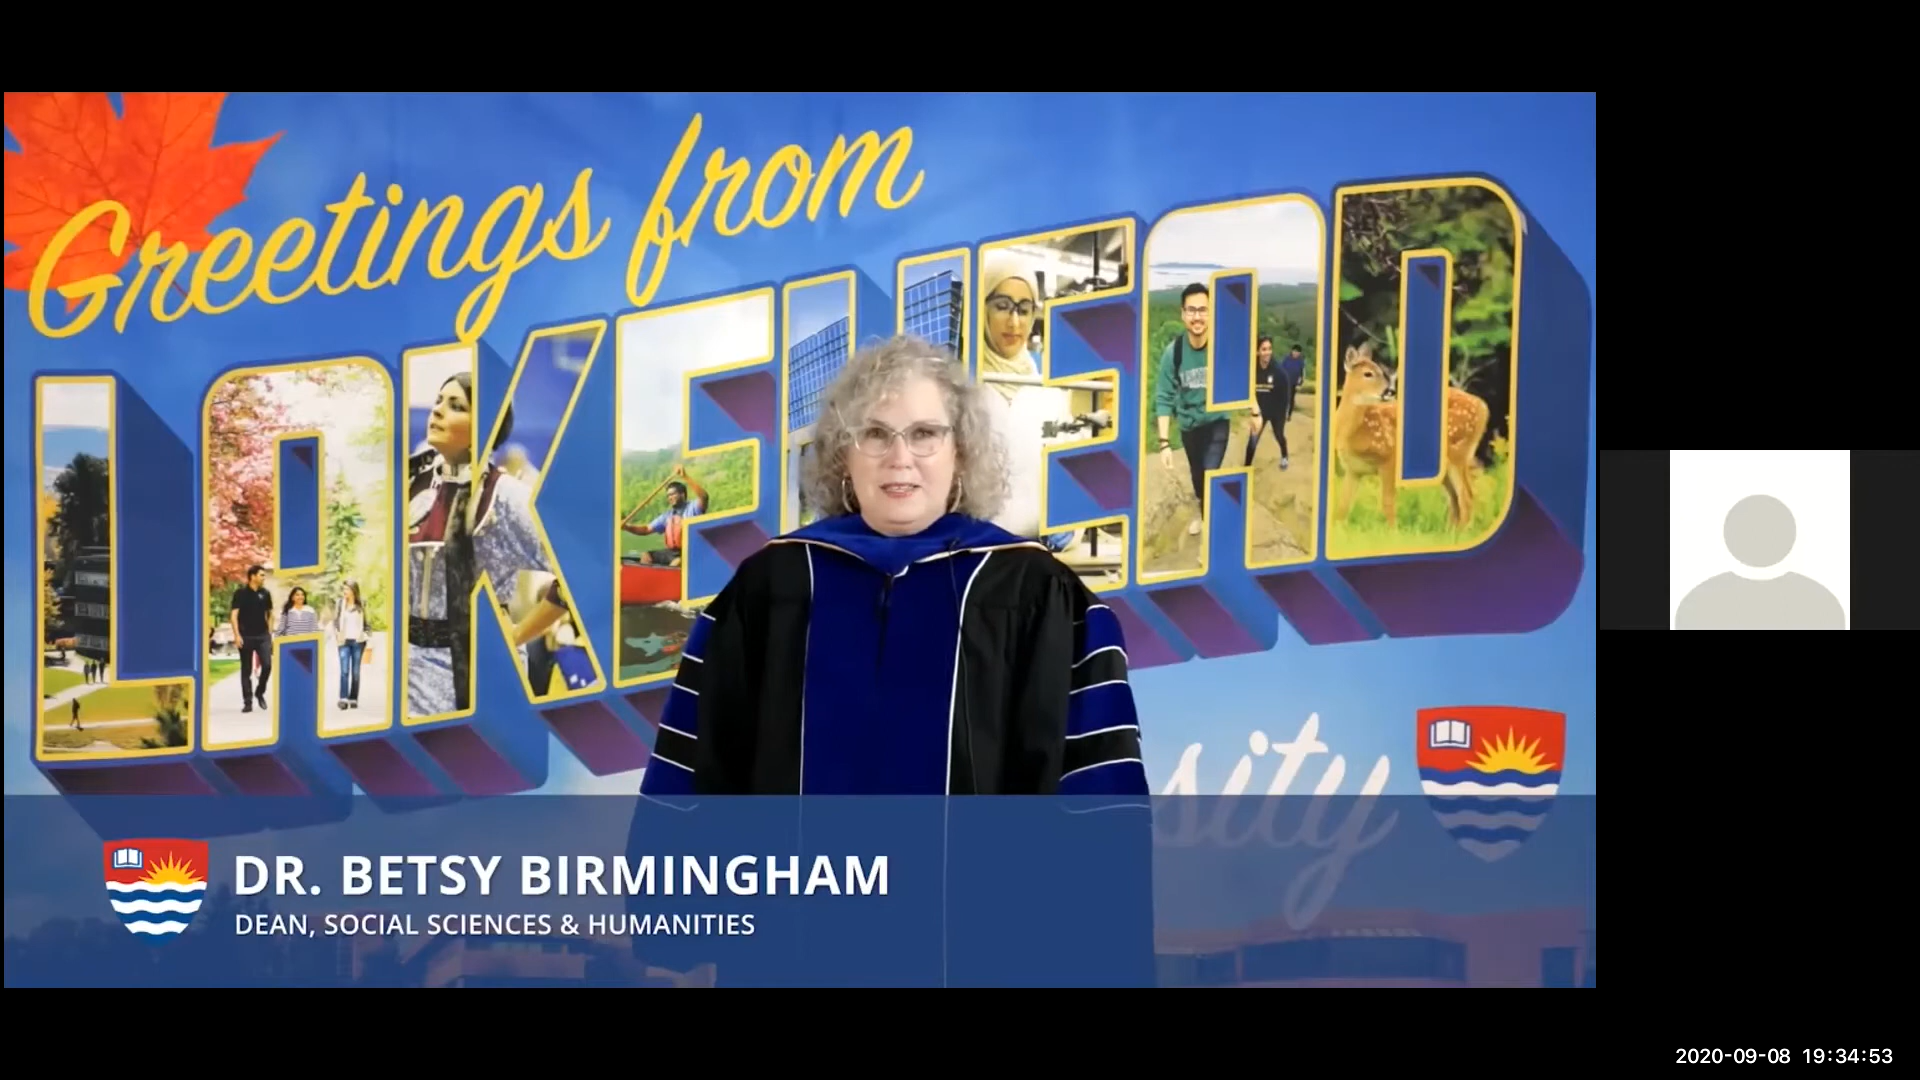 Greetings from
LAKEHEAD
sity
DR. BETSY BIRMINGHAM
DEAN, SOCIAL SCIENCES & HUMANITIES
2020-09-08 19:34:53